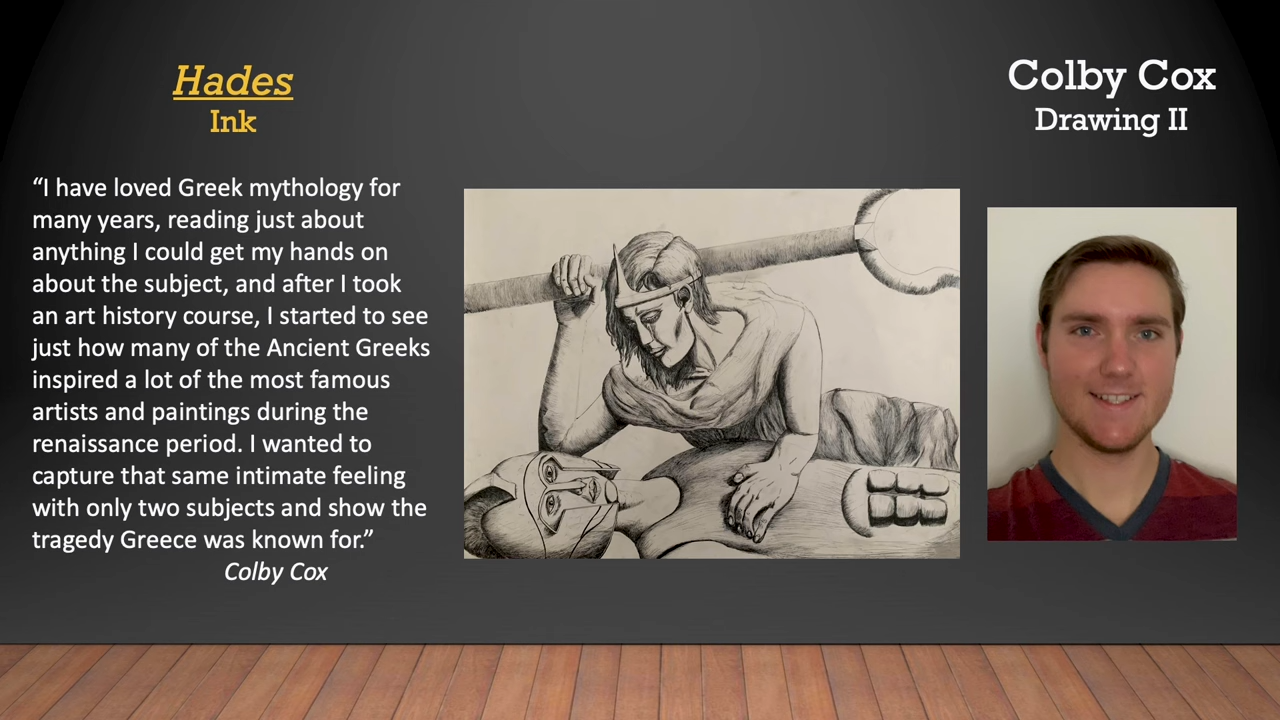 Hades
Ink
Colby Cox
Drawing II
“I have loved Greek mythology for
many years, reading just about
anything I could get my hands on
about the subject, and after I took
an art history course, I started to see
just how many of the Ancient Greeks
inspired a lot of the most famous
artists and paintings during the
renaissance period. I wanted to
capture that same intimate feeling
with only two subjects and show the
tragedy Greece was known for.”
Colby Cox